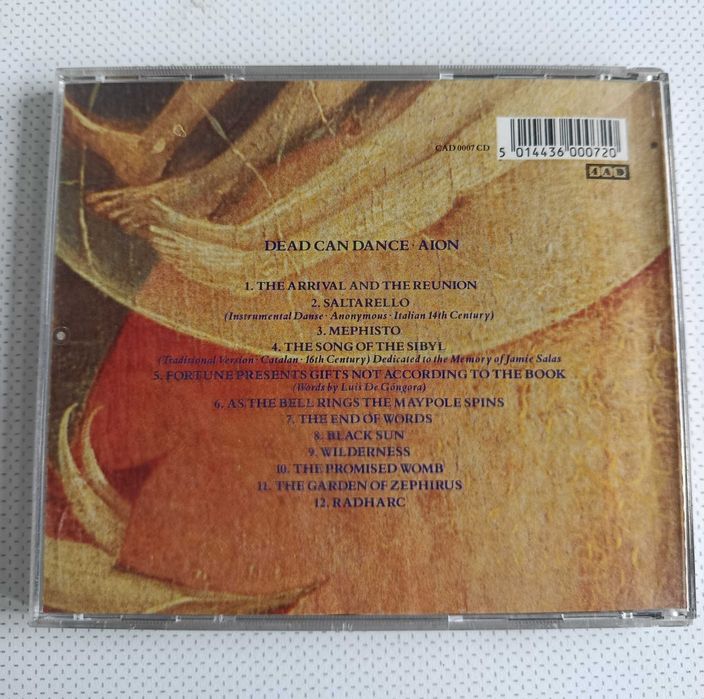 CAD 0007 CD
5 014436 000720
4AD
DEAD CAN DANCE · AION
1. THE ARRIVAL AND THE REUNION
2. SALTARELLO
(Instrumental Danse · Anonymous · Italian 14th Century)
3. MEPHISTO
4. THE SONG OF THE SIBYL
(Traditional Version · Catalan · 16th Century) Dedicated to the Memory of Jamie Salas
5. FORTUNE PRESENTS GIFTS NOT ACCORDING TO THE BOOK
(Words by Luis De Góngora)
6. AS THE BELL RINGS THE MAYPOLE SPINS
7. THE END OF WORDS
8. BLACK SUN
9. WILDERNESS
10. THE PROMISED WOMB
11. THE GARDEN OF ZEPHIRUS
12. RADHARC